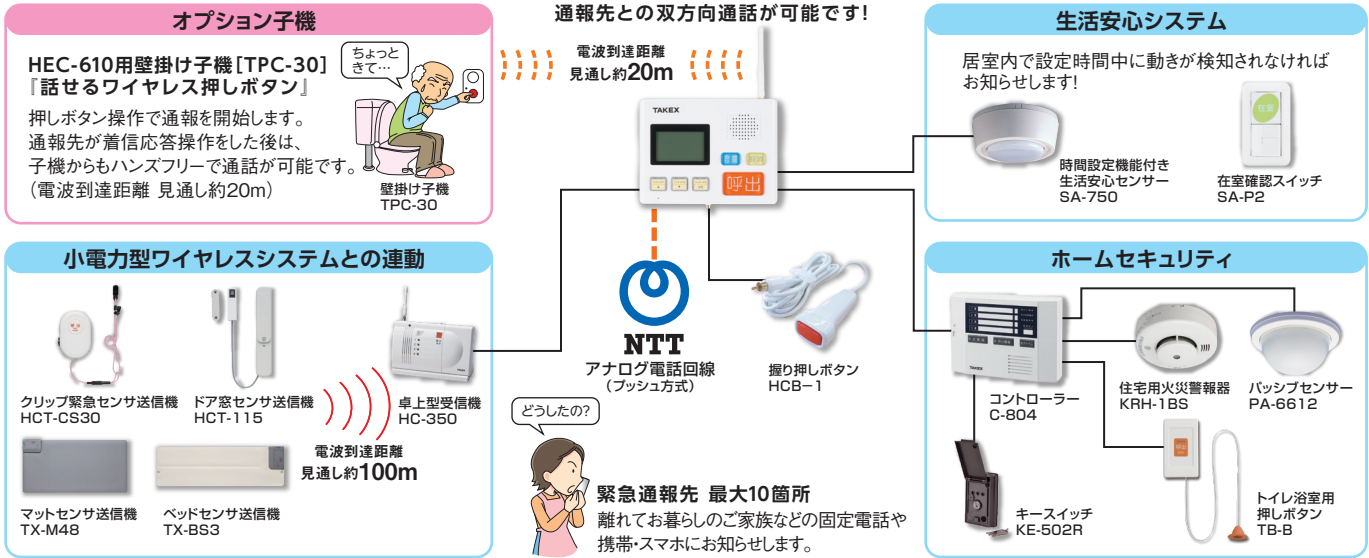 オプション子機
HEC-610用壁掛け子機[TPC-30]
『話せるワイヤレス押しボタン』
押しボタン操作で通報を開始します。
通報先が着信応答操作をした後は、
子機からもハンズフリーで通話が可能です。
(電波到達距離 見通し約20m)
ちょっと
きて…
壁掛け子機
TPC-30
通報先との双方向通話が可能です!
電波到達距離
見通し約20m
TAKEX
呼出
NTT
アナログ電話回線
(プッシュ方式)
握り押しボタン
HCB-1
生活安心システム
居室内で設定時間中に動きが検知されなければ
お知らせします!
時間設定機能付き
生活安心センサー
SA-750
在室
在室確認スイッチ
SA-P2
小電力型ワイヤレスシステムとの連動
クリップ緊急センサ送信機
HCT-CS30
ドア窓センサ送信機
HCT-115
TAKEX
卓上型受信機
HC-350
電波到達距離
見通し約100m
マットセンサ送信機
TX-M48
ベッドセンサ送信機
TX-BS3
どうしたの?
緊急通報先 最大10箇所
離れてお暮らしのご家族などの固定電話や
携帯・スマホにお知らせします。
ホームセキュリティ
TAKEX
コントローラー
C-804
住宅用火災警報器
KRH-1BS
パッシブセンサー
PA-6612
キースイッチ
KE-502R
呼出
トイレ浴室用
押しボタン
TB-B